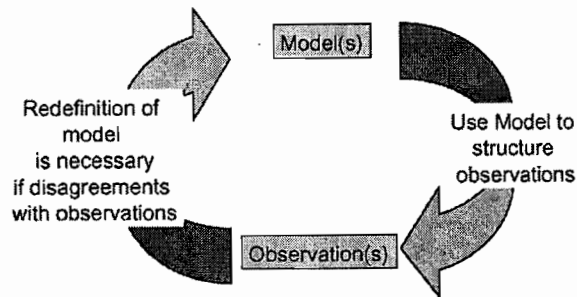 Model(s)
Redefinition of
model
is necessary
if disagreements
with observations
Use Model to
structure
observations
Observation(s)